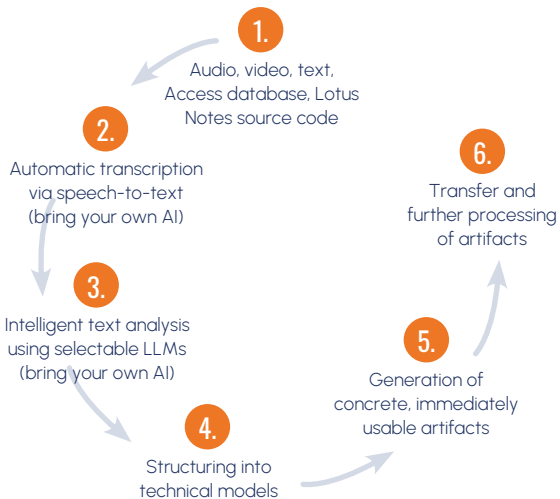 1.
Audio, video, text,
Access database, Lotus
Notes source code
2.
Automatic transcription
via speech-to-text
(bring your own AI)
3.
Intelligent text analysis
using selectable LLMs
(bring your own AI)
4.
Structuring into
technical models
5.
Generation of
concrete, immediately
usable artifacts
6.
Transfer and
further processing
of artifacts